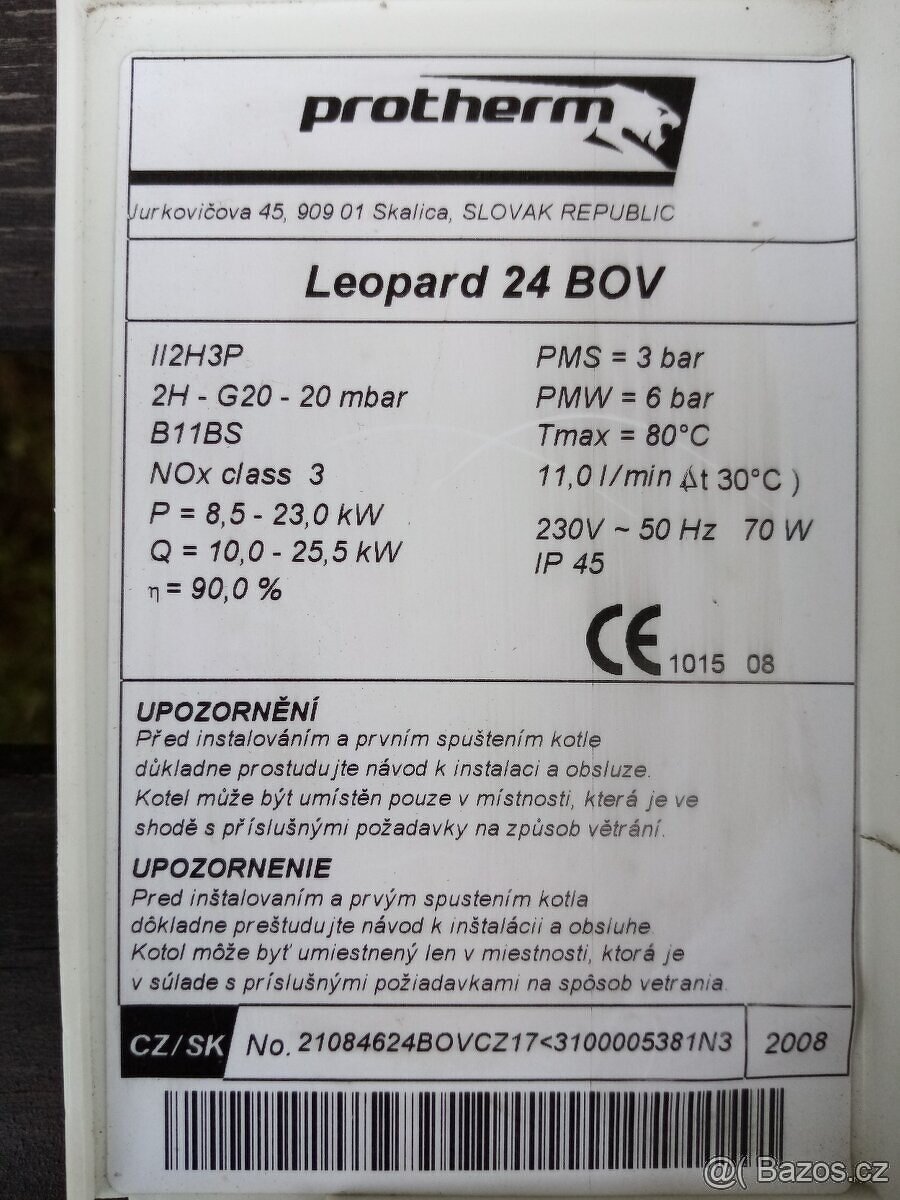 protherm
Jurkovičova 45, 909 01 Skalica, SLOVAK REPUBLIC
Leopard 24 BOV
II2H3P
2H - G20 - 20 mbar
B11BS
NOx class 3
P = 8,5 - 23,0 kW
Q = 10,0 - 25,5 kW
η = 90,0 %
PMS = 3 bar
PMW = 6 bar
Tmax = 80°C
11,0 l/min Δt 30°C )
230V ~ 50 Hz 70 W
IP 45
CE 1015 08
UPOZORNĚNÍ
Před instalováním a prvním spuštením kotle
důkladne prostudujte návod k instalaci a obsluze.
Kotel může být umístěn pouze v místnosti, která je ve
shodě s příslušnými požadavky na způsob větrání.
UPOZORNENIE
Pred inštalovaním a prvým spustením kotla
dôkladne preštudujte návod k inštalácii a obsluhe.
Kotol môže byť umiestnený len v miestnosti, ktorá je
v súlade s príslušnými požiadavkami na spôsob vetrania.
CZ/SK No. 21084624BOVCZ17<3100005381N3 2008
@( Bazos.cz